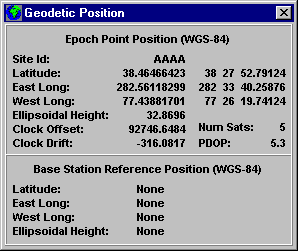 Geodetic Position
Epoch Point Position (WGS-84)
Site Id: AAAA
Latitude: 38.46466423 38 27 52.79124
East Long: 282.56118299 282 33 40.25876
West Long: 77.43881701 77 26 19.74124
Ellipsoidal Height: 32.8696
Clock Offset: 92746.6484 Num Sats: 5
Clock Drift: -316.0817 PDOP: 5.3
Base Station Reference Position (WGS-84)
Latitude: None
East Long: None
West Long: None
Ellipsoidal Height: None